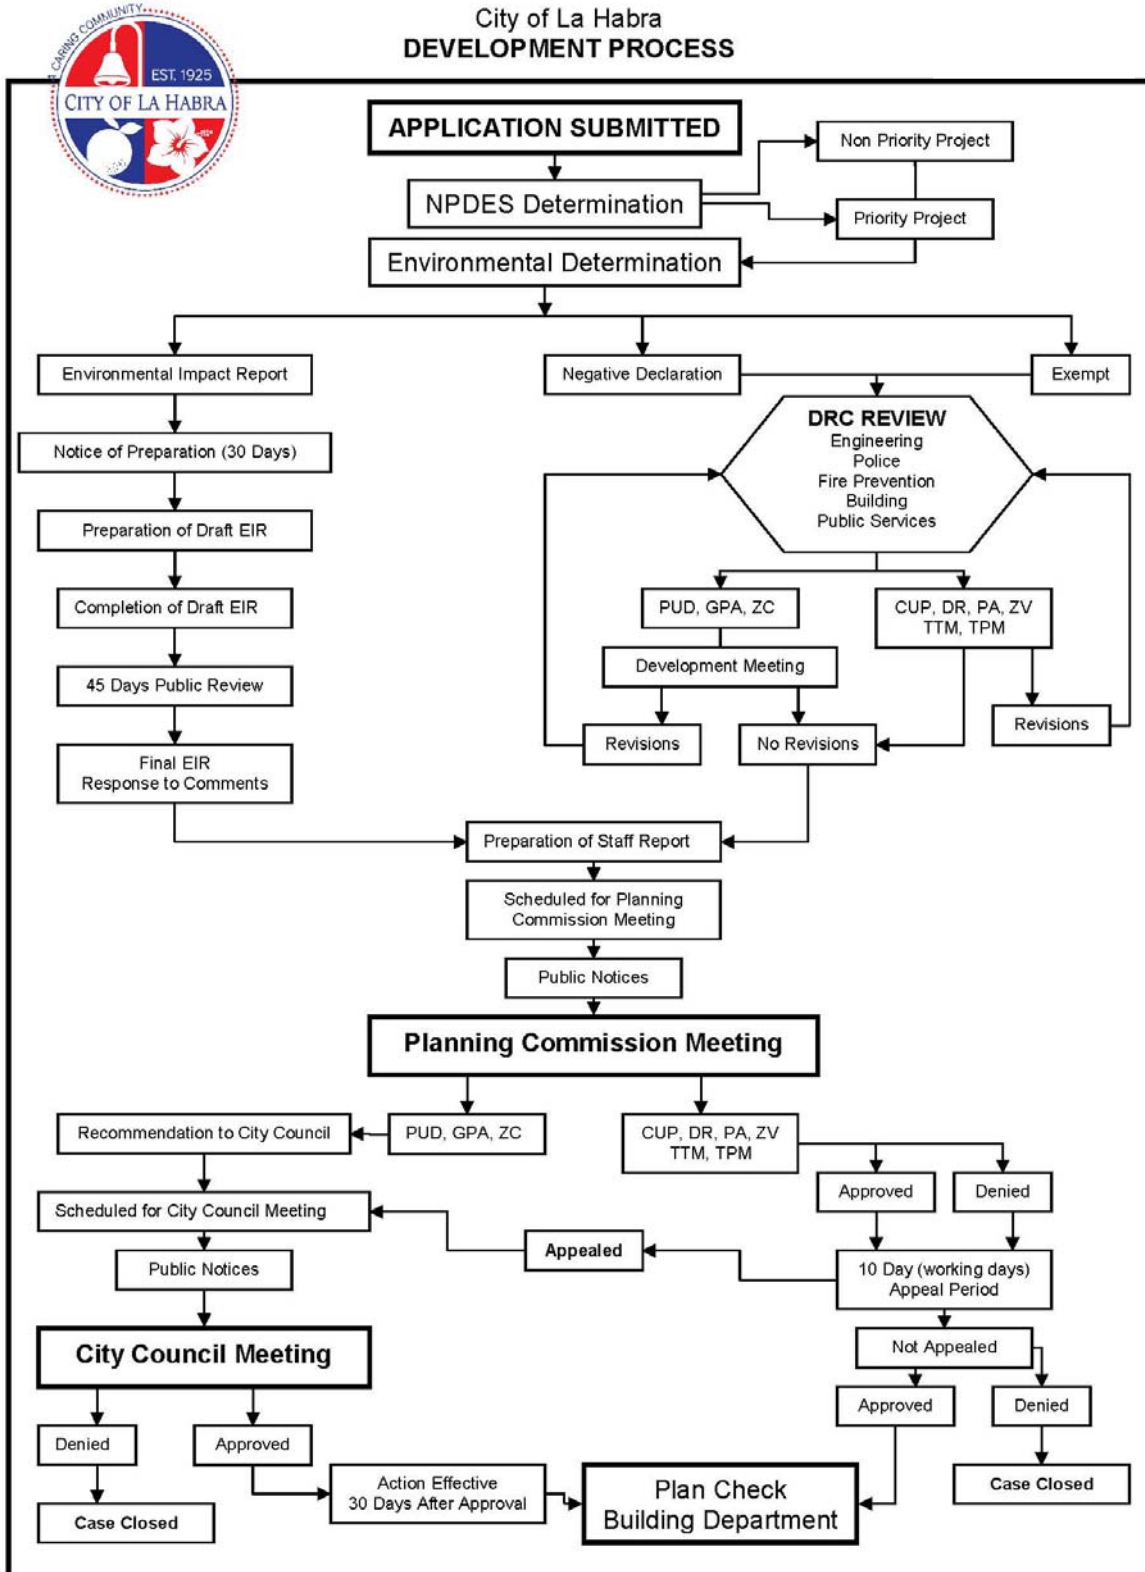 City of La Habra
DEVELOPMENT PROCESS
A CARING COMMUNITY
EST. 1925
CITY OF LA HABRA
APPLICATION SUBMITTED
Non Priority Project
NPDES Determination
Priority Project
Environmental Determination
Environmental Impact Report
Negative Declaration
Exempt
Notice of Preparation (30 Days)
DRC REVIEW
Engineering
Police
Fire Prevention
Building
Public Services
Preparation of Draft EIR
Completion of Draft EIR
PUD, GPA, ZC
CUP, DR, PA, ZV
TTM, TPM
45 Days Public Review
Development Meeting
Revisions
No Revisions
Revisions
Final EIR
Response to Comments
Preparation of Staff Report
Scheduled for Planning
Commission Meeting
Public Notices
Planning Commission Meeting
Recommendation to City Council
PUD, GPA, ZC
CUP, DR, PA, ZV
TTM, TPM
Approved
Denied
Scheduled for City Council Meeting
Appealed
10 Day (working days)
Appeal Period
Public Notices
Not Appealed
City Council Meeting
Approved
Denied
Denied
Approved
Action Effective
30 Days After Approval
Plan Check
Building Department
Case Closed
Case Closed